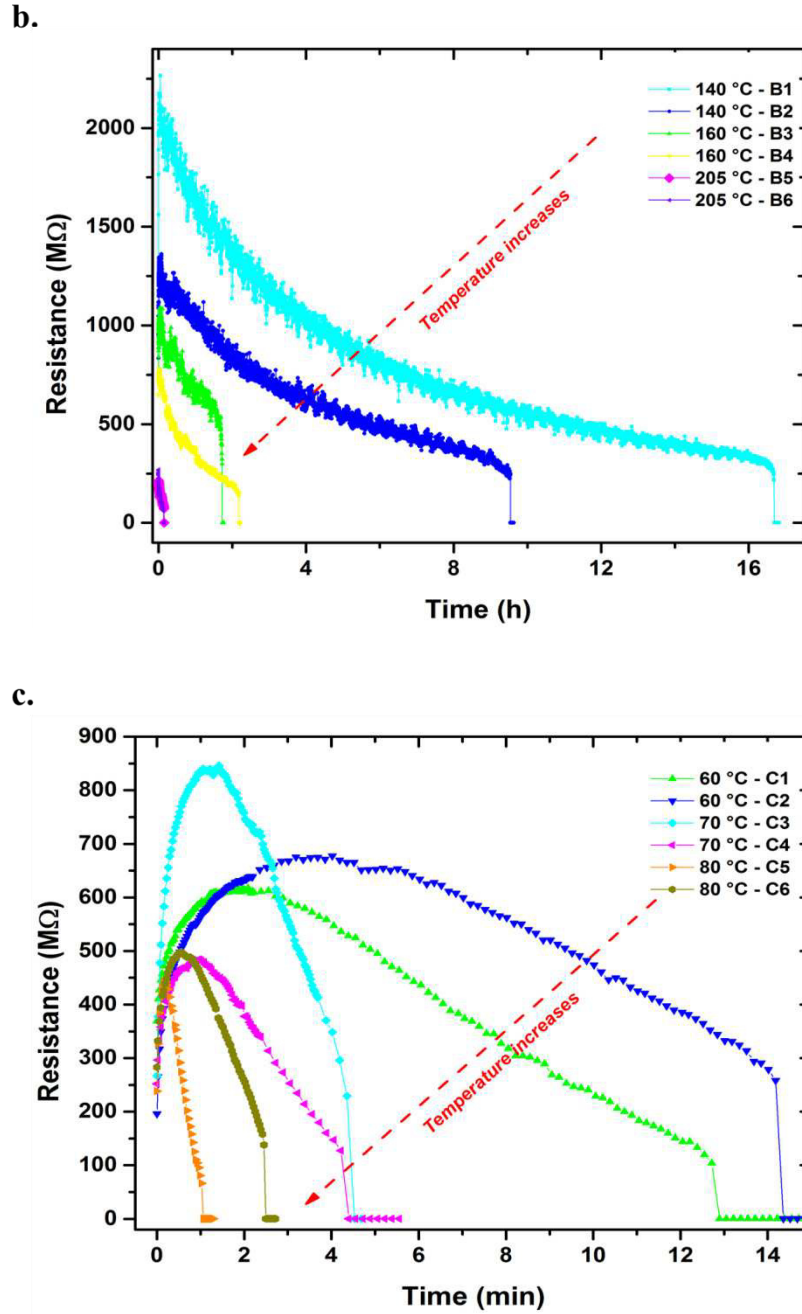 b.
2000
1500
1000
500
0
Resistance (MΩ)
140 °C - B1
140 °C - B2
160 °C - B3
160 °C - B4
205 °C - B5
205 °C - B6
Temperature increases
0 4 8 12 16
Time (h)
c.
900
800
700
600
500
400
300
200
100
0
Resistance (MΩ)
60 °C - C1
60 °C - C2
70 °C - C3
70 °C - C4
80 °C - C5
80 °C - C6
Temperature increases
0 2 4 6 8 10 12 14
Time (min)